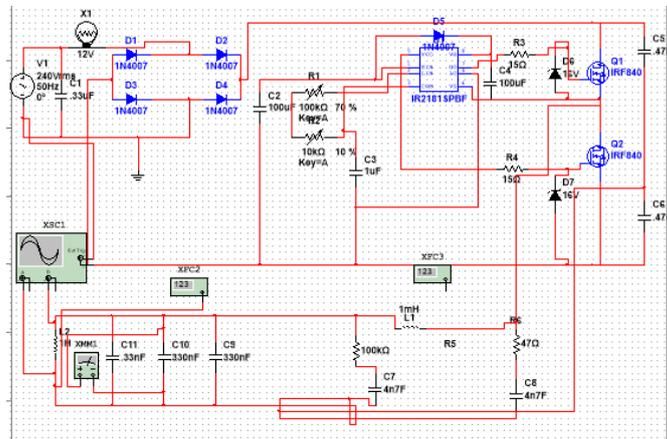 X1
12V
V1
240Vrms
50Hz
0°
C1
.33uF
D1
1N4007
D2
1N4007
D3
1N4007
D4
1N4007
C2
100uF
R1
100kΩ 70 %
Key=A
R2
10kΩ 10 %
Key=A
C3
1uF
D5
1N4007
IR2181SPBF
C4
100uF
R3
15Ω
D6
16V
Q1
IRF840
C5
.47
Q2
IRF840
R4
15Ω
D7
16V
C6
.47
XSC1
XFC2
123
XFC3
123
L2
1H
XMM1
C11
.33nF
C10
330nF
C9
330nF
100kΩ
C7
4n7F
1mH
L1
R5
R6
47Ω
C8
4n7F